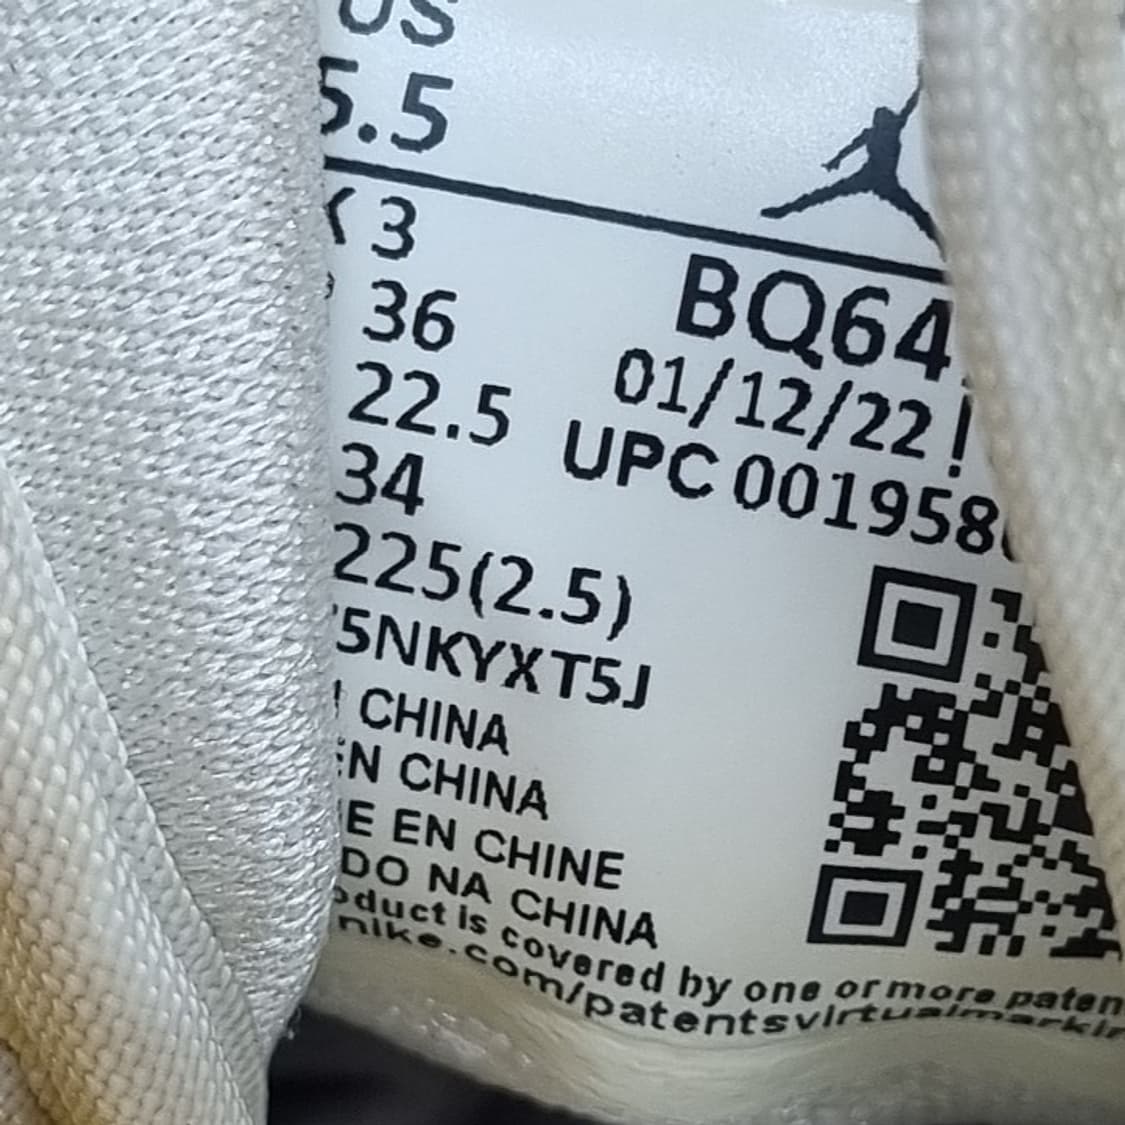 US
5.5
K 3
36
22.5
34
225(2.5)
5NKYXT5J
BQ64
01/12/22
UPC 001958
CHINA
EN CHINA
E EN CHINE
DO NA CHINA
oduct is covered by one or more paten
nike.com/patentsvirtualmarkin